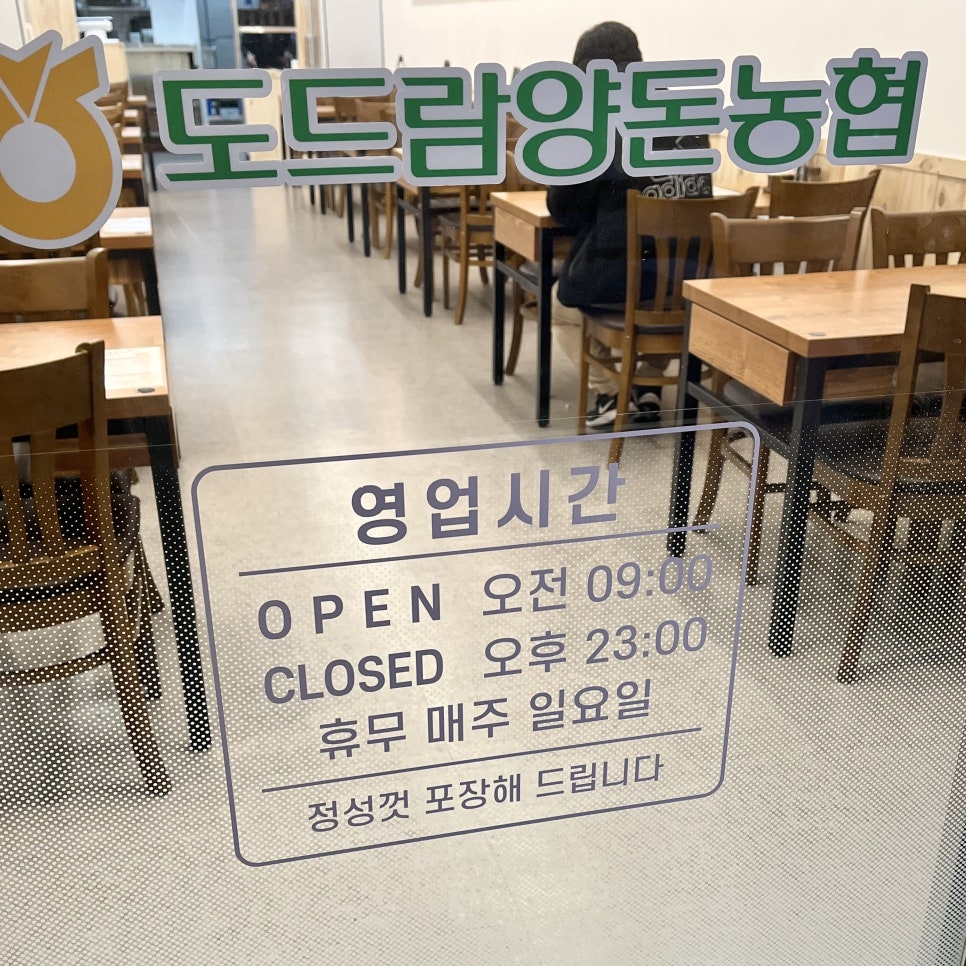 도드람양돈농협
adidas
영업시간
OPEN 오전 09:00
CLOSED 오후 23:00
휴무 매주 일요일
정성껏 포장해 드립니다